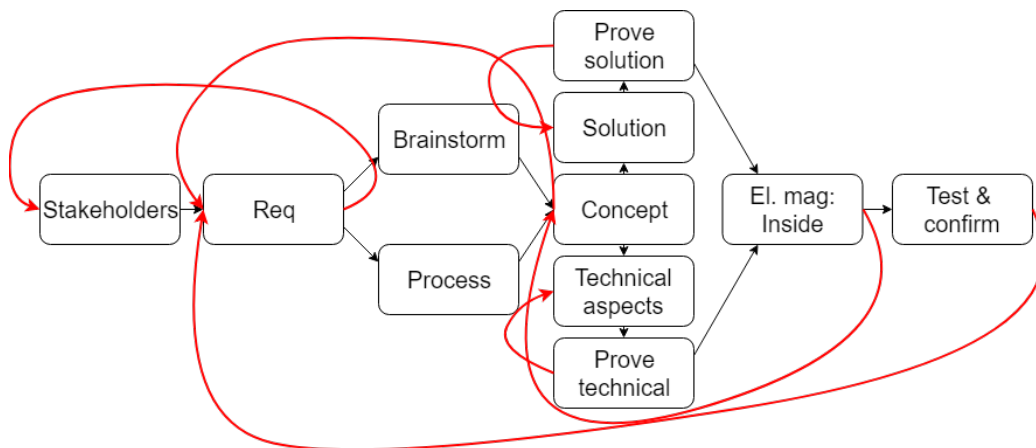 Stakeholders
Req
Brainstorm
Process
Prove
solution
Solution
Concept
Technical
aspects
Prove
technical
El. mag:
Inside
Test &
confirm